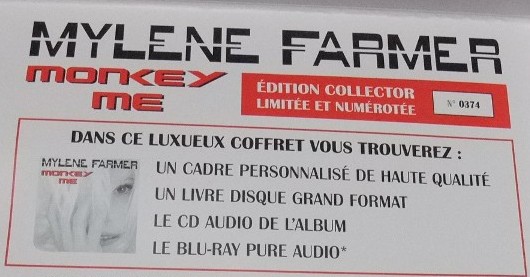 MYLENE FARMER
MONKEY
ME
ÉDITION COLLECTOR
LIMITÉE ET NUMÉROTÉE
N° 0374
DANS CE LUXUEUX COFFRET VOUS TROUVEREZ :
MYLENE FARMER
MONKEY
ME
UN CADRE PERSONNALISÉ DE HAUTE QUALITÉ
UN LIVRE DISQUE GRAND FORMAT
LE CD AUDIO DE L'ALBUM
LE BLU-RAY PURE AUDIO*